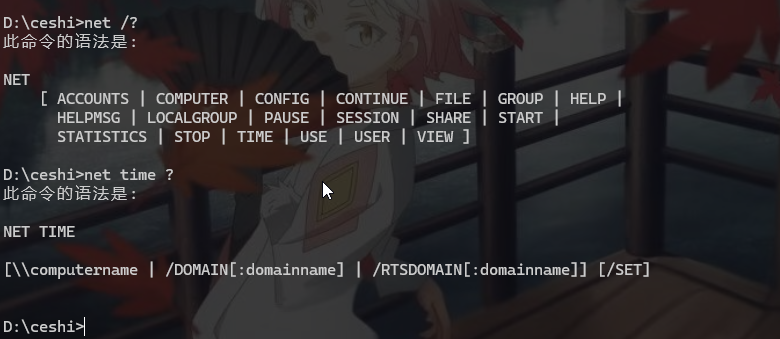 D:\ceshi>net /?
此命令的语法是:
NET
[ ACCOUNTS | COMPUTER | CONFIG | CONTINUE | FILE | GROUP | HELP |
HELPMSG | LOCALGROUP | PAUSE | SESSION | SHARE | START |
STATISTICS | STOP | TIME | USE | USER | VIEW ]
D:\ceshi>net time ?
此命令的语法是:
NET TIME
[\\computername | /DOMAIN[:domainname] | /RTSDOMAIN[:domainname]] [/SET]
D:\ceshi>